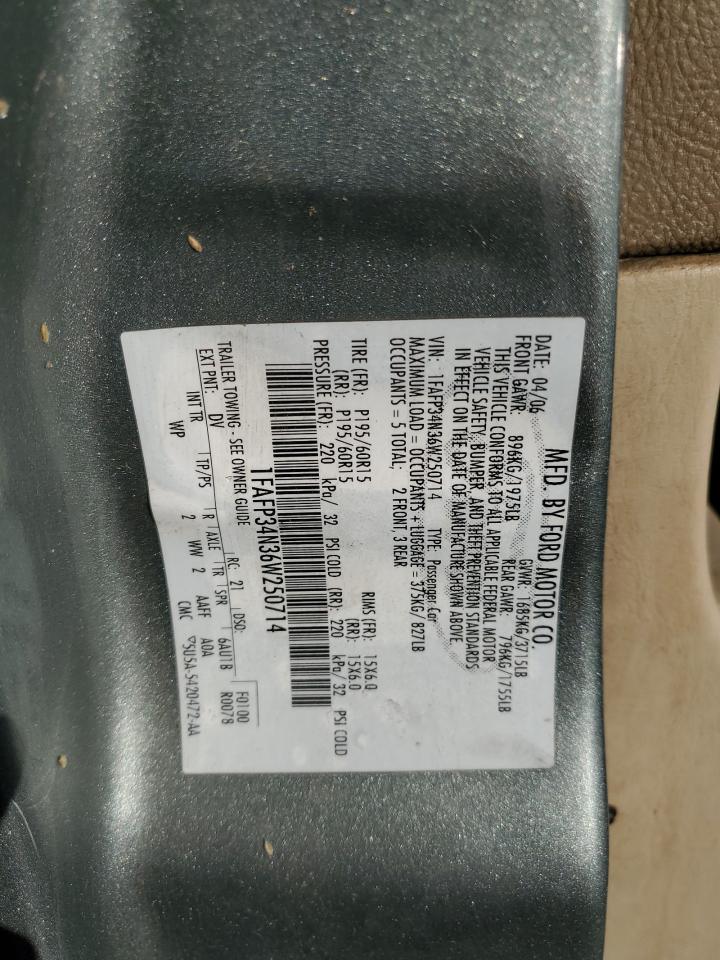 MFD. BY FORD MOTOR CO.
DATE: 04/06 GVWR: 1685KG/3715LB
FRONT GAWR: 896KG/1975LB REAR GAWR: 796KG/1755LB
THIS VEHICLE CONFORMS TO ALL APPLICABLE FEDERAL MOTOR
VEHICLE SAFETY, BUMPER, AND THEFT PREVENTION STANDARDS
IN EFFECT ON THE DATE OF MANUFACTURE SHOWN ABOVE.
VIN: 1FAFP34N36W250714 TYPE: Passenger Car
MAXIMUM LOAD = OCCUPANTS + LUGGAGE = 375KG/ 827LB
OCCUPANTS = 5 TOTAL; 2 FRONT, 3 REAR
TIRE (FR): P195/60R15 RIMS (FR): 15X6.0
(RR): P195/60R15 (RR): 15X6.0
PRESSURE (FR): 220 kPa/ 32 PSI COLD (RR): 220 kPa/ 32 PSI COLD
1FAFP34N36W250714
TRAILER TOWING - SEE OWNER GUIDE
EXT PNT: DV RC: 21 DSO: F0100
INT TR TP/PS R AXLE TR SPR 6AU1B R0078
WP 2 WW 2 AAFF A0A
CMC ▽5U5A-5420472-AA